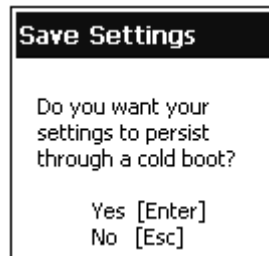 Save Settings
Do you want your
settings to persist
through a cold boot?
Yes [Enter]
No [Esc]